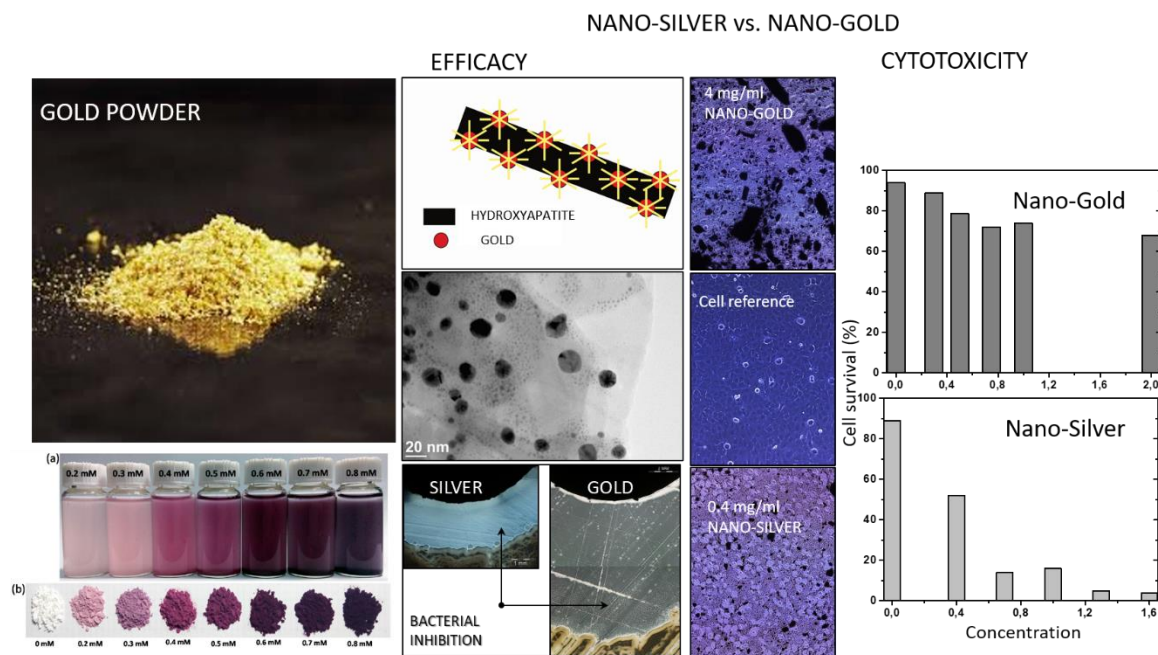 NANO-SILVER vs. NANO-GOLD
EFFICACY
CYTOTOXICITY
GOLD POWDER
HYDROXYAPATITE
GOLD
20 nm
SILVER
GOLD
BACTERIAL
INHIBITION
(a)
0.2 mM 0.3 mM 0.4 mM 0.5 mM 0.6 mM 0.7 mM 0.8 mM
(b)
0 mM 0.2 mM 0.3 mM 0.4 mM 0.5 mM 0.6 mM 0.7 mM 0.8 mM
4 mg/ml
NANO-GOLD
Cell reference
0.4 mg/ml
NANO-SILVER
Cell survival (%)
Nano-Gold
100
80
60
40
20
0
0,0 0,4 0,8 1,2 1,6 2,0
Nano-Silver
100
80
60
40
20
0
0,0 0,4 0,8 1,2 1,6
Concentration